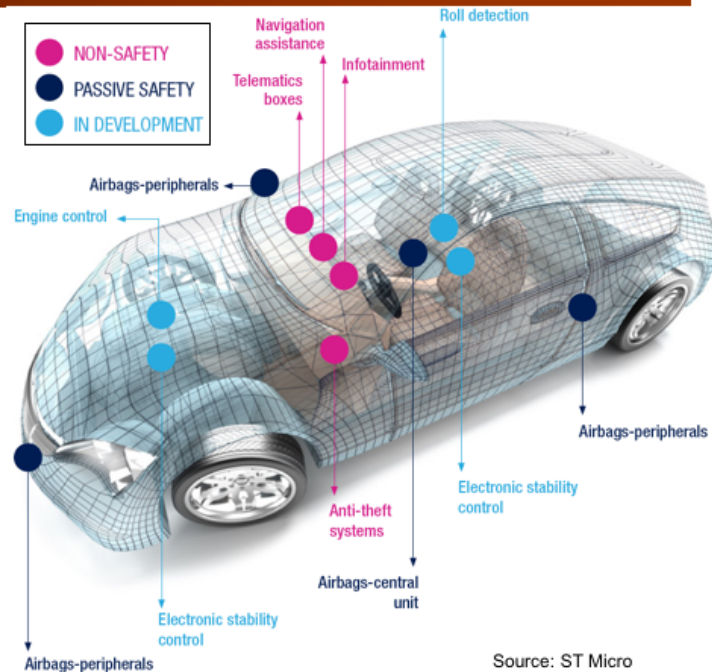 NON-SAFETY
PASSIVE SAFETY
IN DEVELOPMENT
Navigation
assistance
Roll detection
Infotainment
Telematics
boxes
Airbags-peripherals
Engine control
Airbags-peripherals
Electronic stability
control
Anti-theft
systems
Airbags-central
unit
Electronic stability
control
Airbags-peripherals
Source: ST Micro